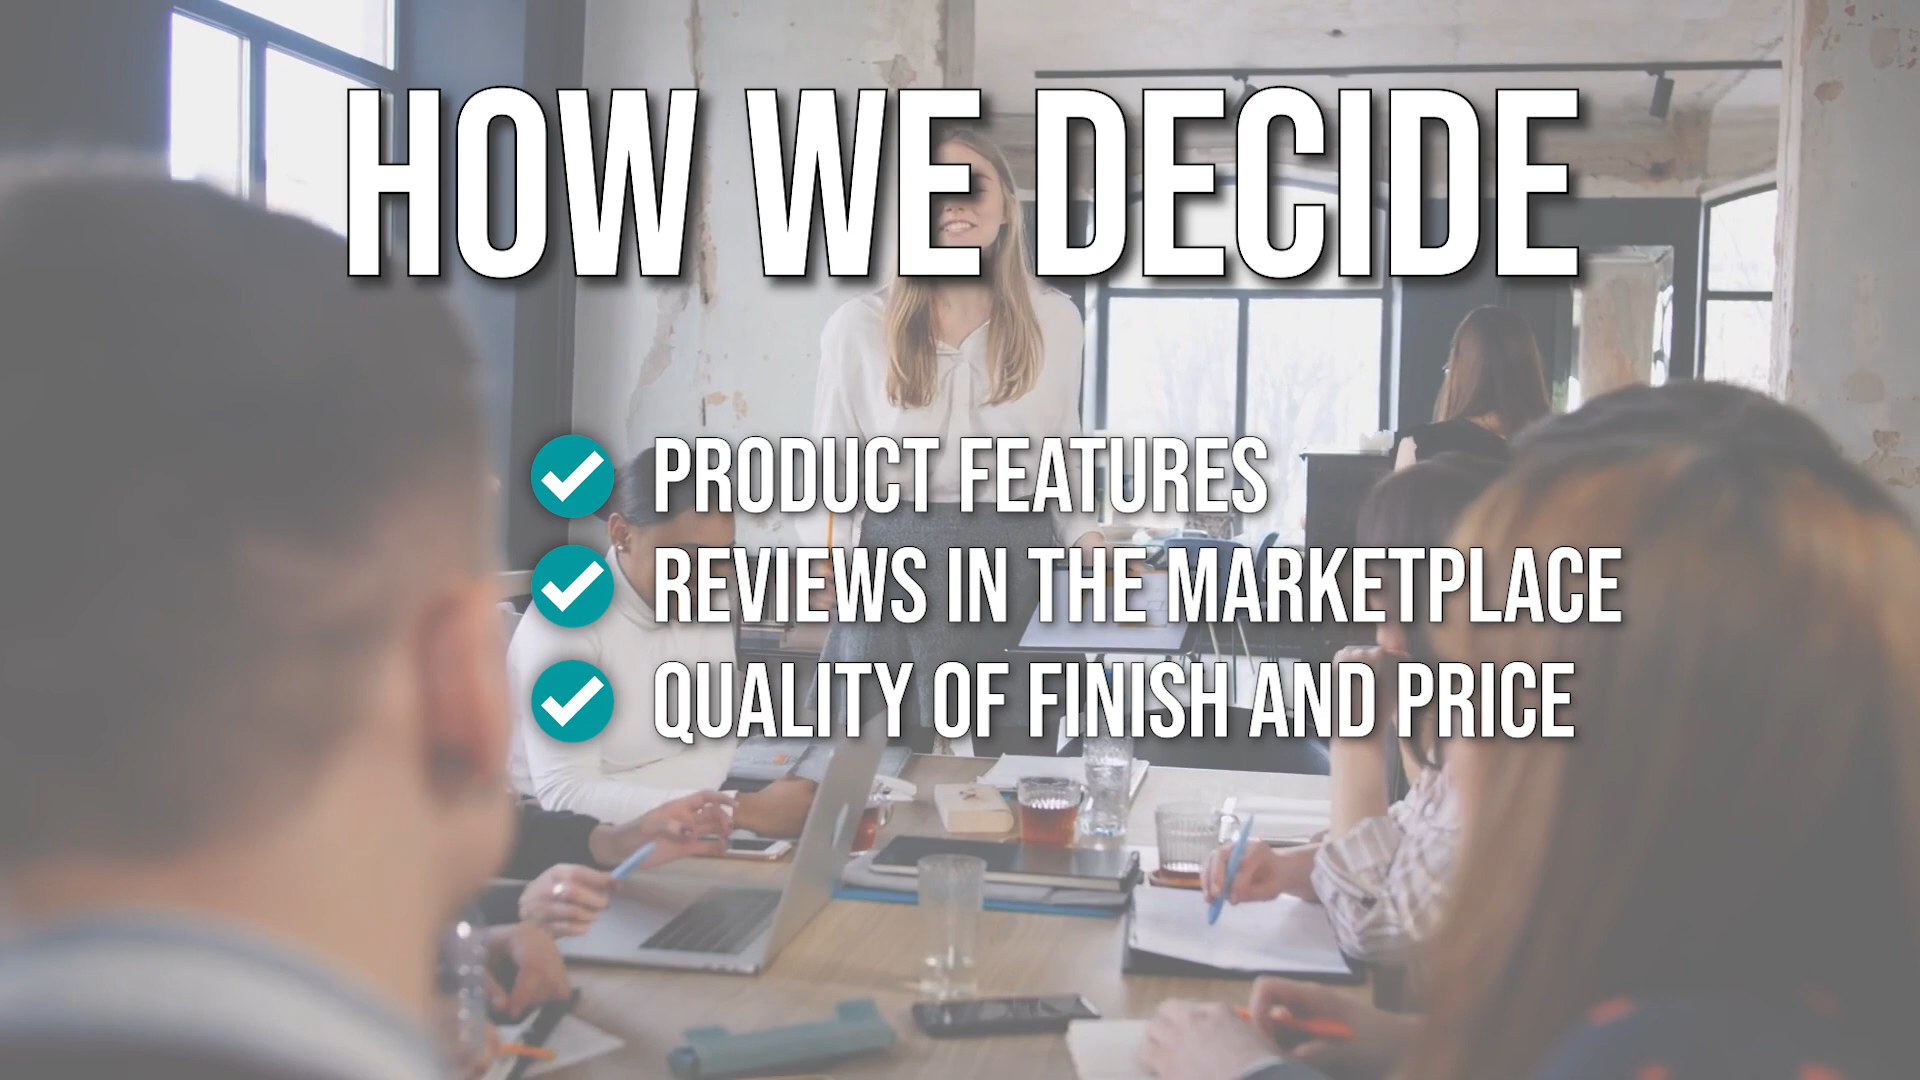 HOW WE DECIDE
PRODUCT FEATURES
REVIEWS IN THE MARKETPLACE
QUALITY OF FINISH AND PRICE